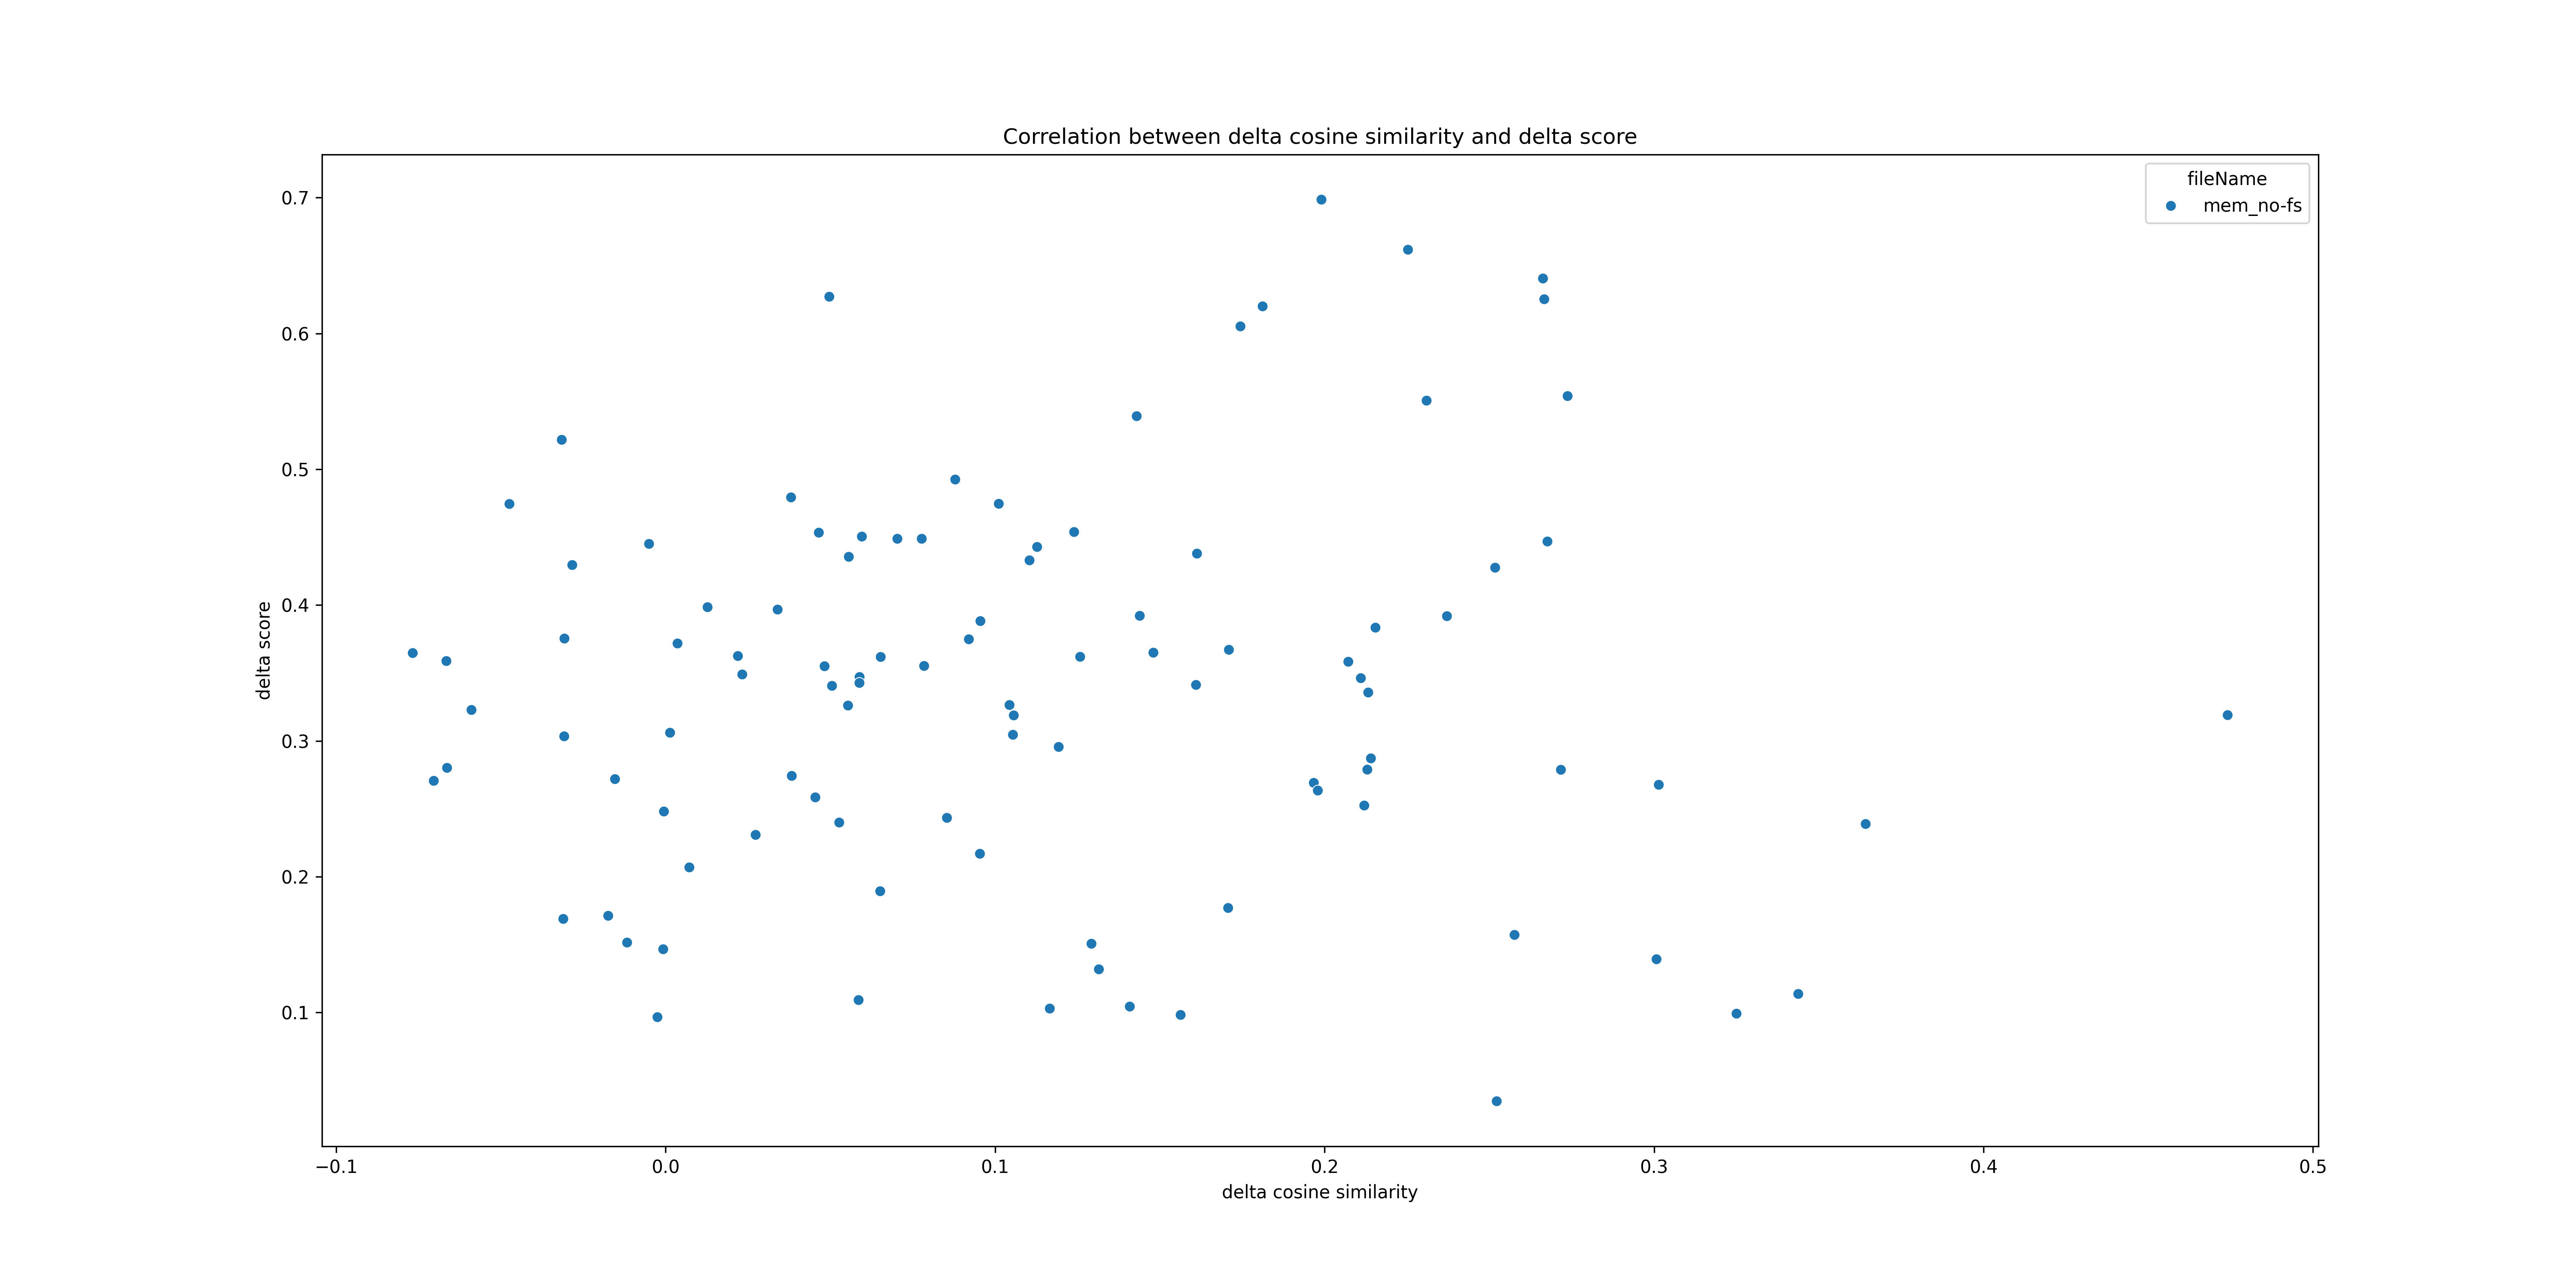 Correlation between delta cosine similarity and delta score
fileName
mem_no-fs
delta score
0.7
0.6
0.5
0.4
0.3
0.2
0.1
−0.1
0.0
0.1
0.2
0.3
0.4
0.5
delta cosine similarity